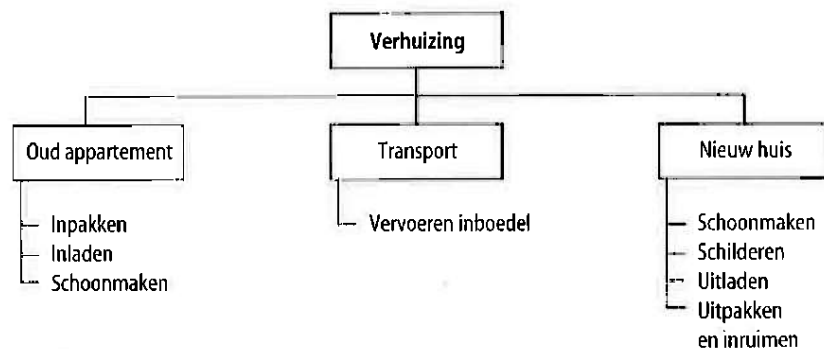 Verhuizing
Oud appartement
Inpakken
Inladen
Schoonmaken
Transport
Vervoeren inboedel
Nieuw huis
Schoonmaken
Schilderen
Uitladen
Uitpakken
en inruimen